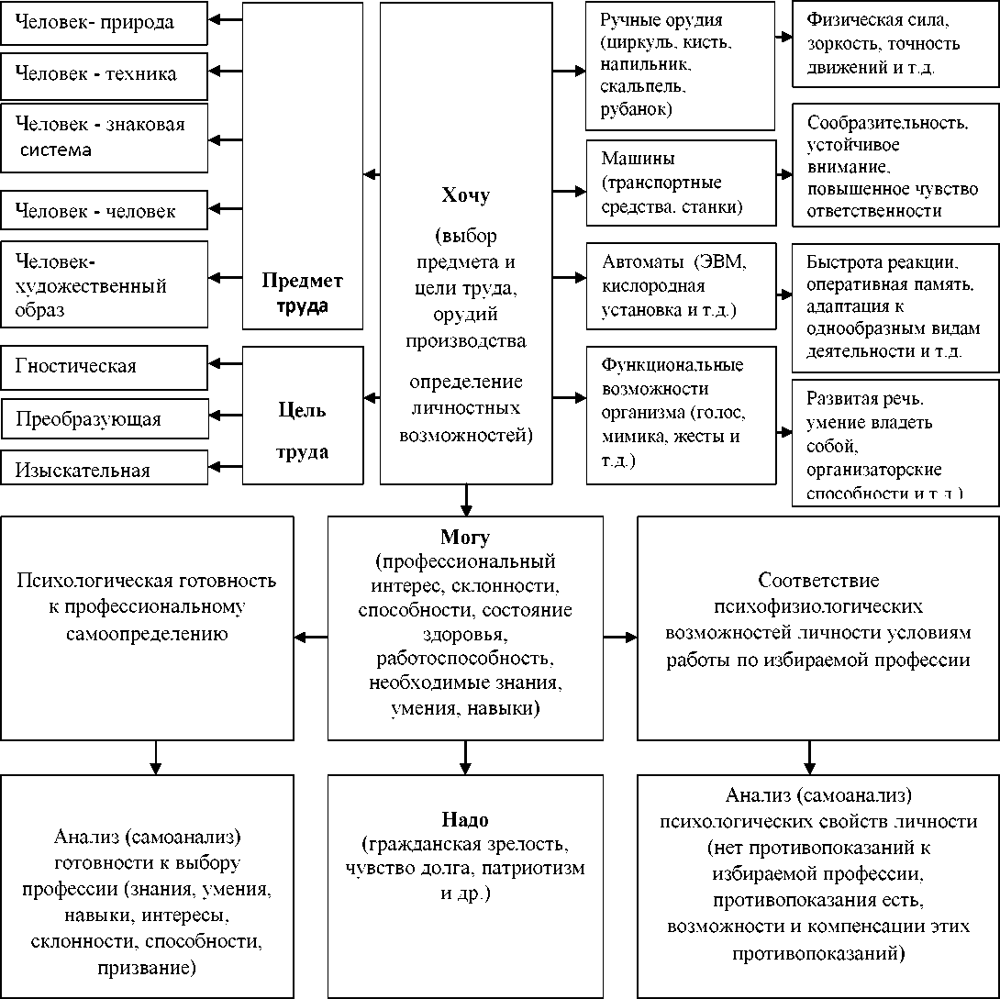 Человек- природа
Человек - техника
Человек - знаковая
система
Человек - человек
Человек-
художественный
образ
Гностическая
Преобразующая
Изыскательная
Предмет
труда
Цель
труда
Хочу
(выбор
предмета и
цели труда,
орудий
производства
определение
личностных
возможностей)
Ручные орудия
(циркуль, кисть,
напильник,
скальпель,
рубанок)
Машины
(транспортные
средства. станки)
Автоматы (ЭВМ,
кислородная
установка и т.д.)
Функциональные
возможности
организма (голос,
мимика, жесты и
т.д.)
Физическая сила,
зоркость, точность
движений и т.д.
Сообразительность.
устойчивое
внимание,
повышенное чувство
ответственности
Быстрота реакции,
оперативная память,
адаптация к
однообразным видам
деятельности и т.д.
Развитая речь.
умение владеть
собой,
организаторские
способности и т.д.)
Психологическая готовность
к профессиональному
самоопределению
Могу
(профессиональный
интерес, склонности,
способности, состояние
здоровья,
работоспособность,
необходимые знания,
умения, навыки)
Соответствие
психофизиологических
возможностей личности условиям
работы по избираемой профессии
Анализ (самоанализ)
готовности к выбору
профессии (знания, умения,
навыки, интересы,
склонности, способности,
призвание)
Надо
(гражданская зрелость,
чувство долга, патриотизм
и др.)
Анализ (самоанализ)
психологических свойств личности
(нет противопоказаний к
избираемой профессии,
противопоказания есть,
возможности и компенсации этих
противопоказаний)